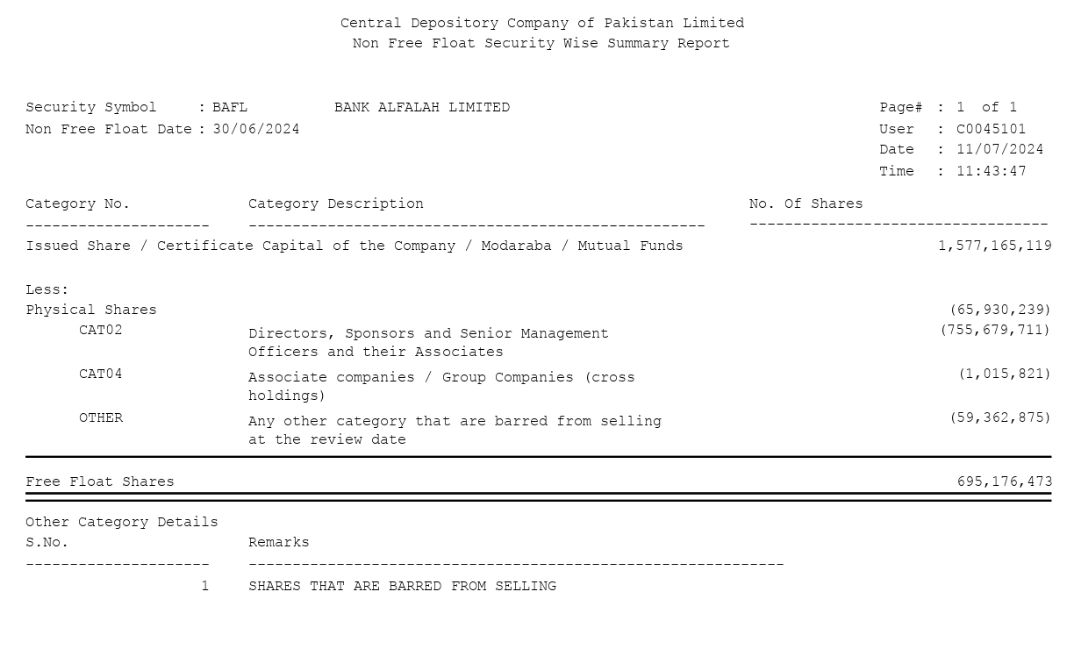 Central Depository Company of Pakistan Limited
Non Free Float Security Wise Summary Report
Security Symbol : BAFL BANK ALFALAH LIMITED Page# : 1 of 1
Non Free Float Date : 30/06/2024 User : C0045101
Date : 11/07/2024
Time : 11:43:47
Category No. Category Description No. Of Shares
Issued Share / Certificate Capital of the Company / Modaraba / Mutual Funds 1,577,165,119
Less:
Physical Shares (65,930,239)
CAT02 Directors, Sponsors and Senior Management (755,679,711)
Officers and their Associates
CAT04 Associate companies / Group Companies (cross (1,015,821)
holdings)
OTHER Any other category that are barred from selling (59,362,875)
at the review date
Free Float Shares 695,176,473
Other Category Details
S.No. Remarks
1 SHARES THAT ARE BARRED FROM SELLING